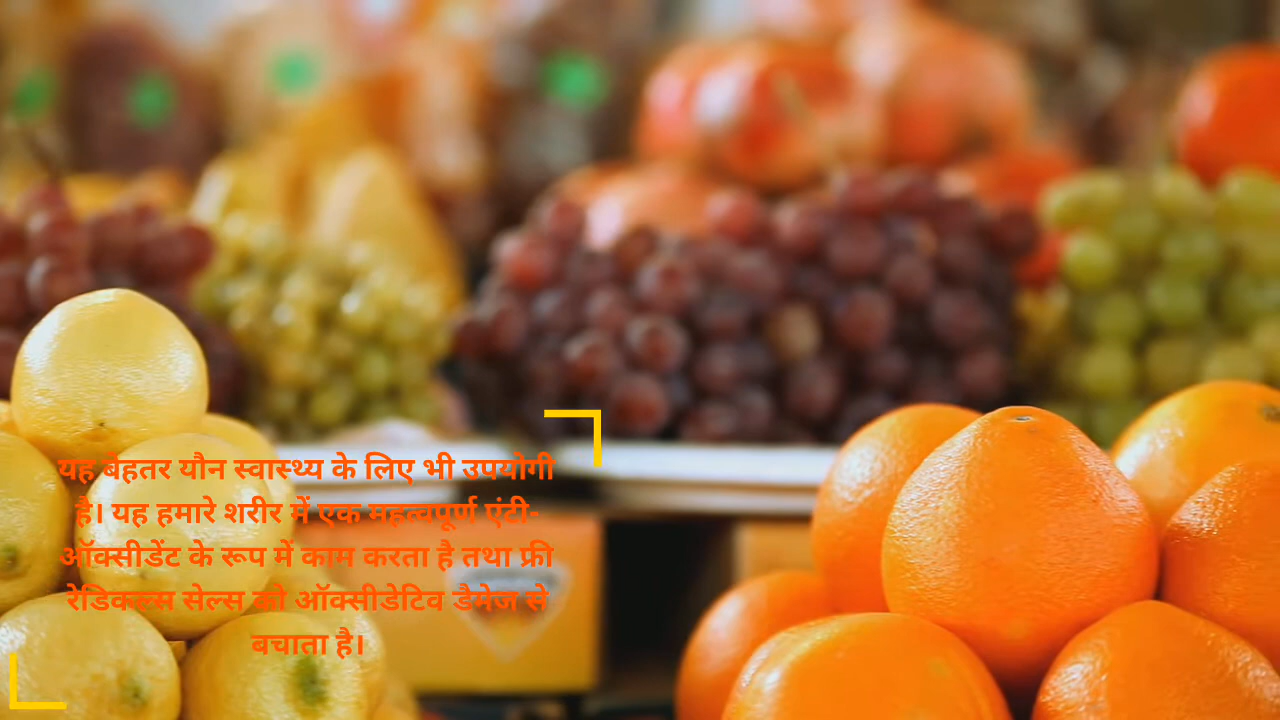 यह बेहतर यौन स्वास्थ्य के लिए भी उपयोगी
है। यह हमारे शरीर में एक महत्वपूर्ण एंटी-
ऑक्सीडेंट के रूप में काम करता है तथा फ्री
रेडिकल्स सेल्स को ऑक्सीडेटिव डैमेज से
बचाता है।